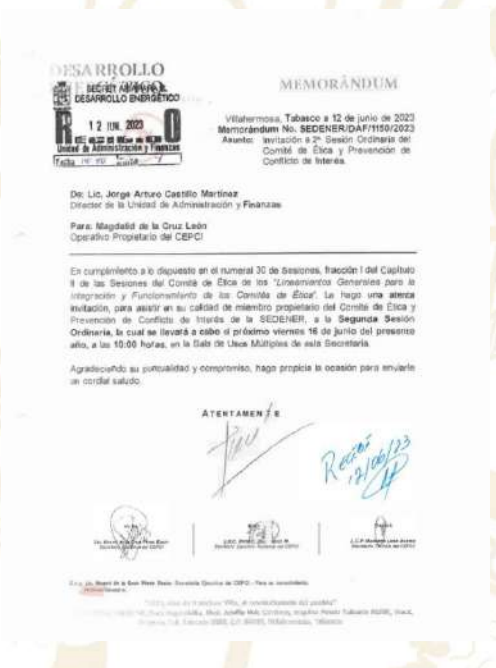 DESARROLLO
ENERGÉTICO
MEMORÁNDUM
SECRETARÍA PARA EL
DESARROLLO ENERGÉTICO
12 JUN. 2023
Unidad de Administración y Finanzas
Villahermosa, Tabasco a 12 de junio de 2023
Memorándum No. SEDENER/DAF/1150/2023
Asunto: Invitación a 2ª Sesión Ordinaria del
Comité de Ética y Prevención de
Conflicto de Interés.
De: Lic. Jorge Arturo Castillo Martínez
Director de la Unidad de Administración y Finanzas
Para: Magdalid de la Cruz León
Operativo Propietario del CEPCI
En cumplimiento a lo dispuesto en el numeral 30 de Sesiones, fracción I del Capítulo
II de las Sesiones del Comité de Ética de los "Lineamientos Generales para la
Integración y Funcionamiento de los Comités de Ética". Le hago una atenta
invitación, para asistir en su calidad de miembro propietario del Comité de Ética y
Prevención de Conflicto de Interés de la SEDENER, a la Segunda Sesión
Ordinaria, la cual se llevará a cabo el próximo viernes 16 de junio del presente
año, a las 10:00 horas, en la Sala de Usos Múltiples de esta Secretaría.
Agradeciendo su puntualidad y compromiso, hago propicia la ocasión para enviarle
un cordial saludo.
ATENTAMENTE
Recibí
12/06/23